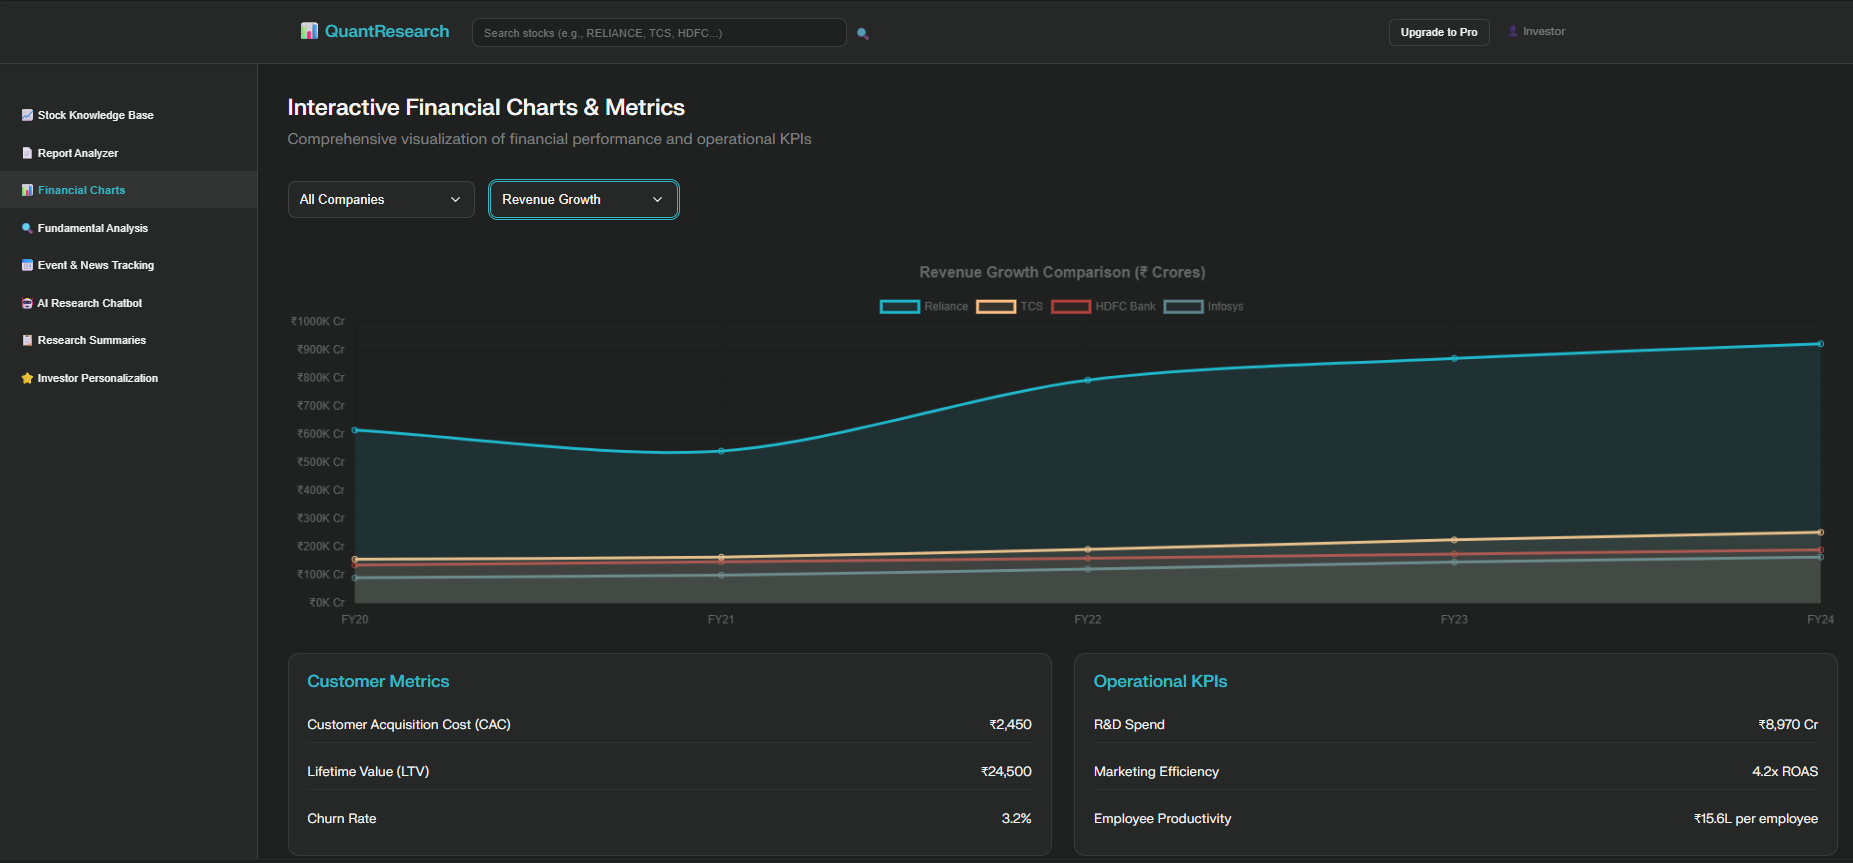 QuantResearch
Search stocks (e.g., RELIANCE, TCS, HDFC...)
Upgrade to Pro
Investor
Stock Knowledge Base
Report Analyzer
Financial Charts
Fundamental Analysis
Event & News Tracking
AI Research Chatbot
Research Summaries
Investor Personalization
Interactive Financial Charts & Metrics
Comprehensive visualization of financial performance and operational KPIs
All Companies
Revenue Growth
Revenue Growth Comparison (₹ Crores)
Reliance TCS HDFC Bank Infosys
₹1000K Cr
₹900K Cr
₹800K Cr
₹700K Cr
₹600K Cr
₹500K Cr
₹400K Cr
₹300K Cr
₹200K Cr
₹100K Cr
₹0K Cr
FY20 FY21 FY22 FY23 FY24
Customer Metrics
Customer Acquisition Cost (CAC) ₹2,450
Lifetime Value (LTV) ₹24,500
Churn Rate 3.2%
Operational KPIs
R&D Spend ₹8,970 Cr
Marketing Efficiency 4.2x ROAS
Employee Productivity ₹15.6L per employee